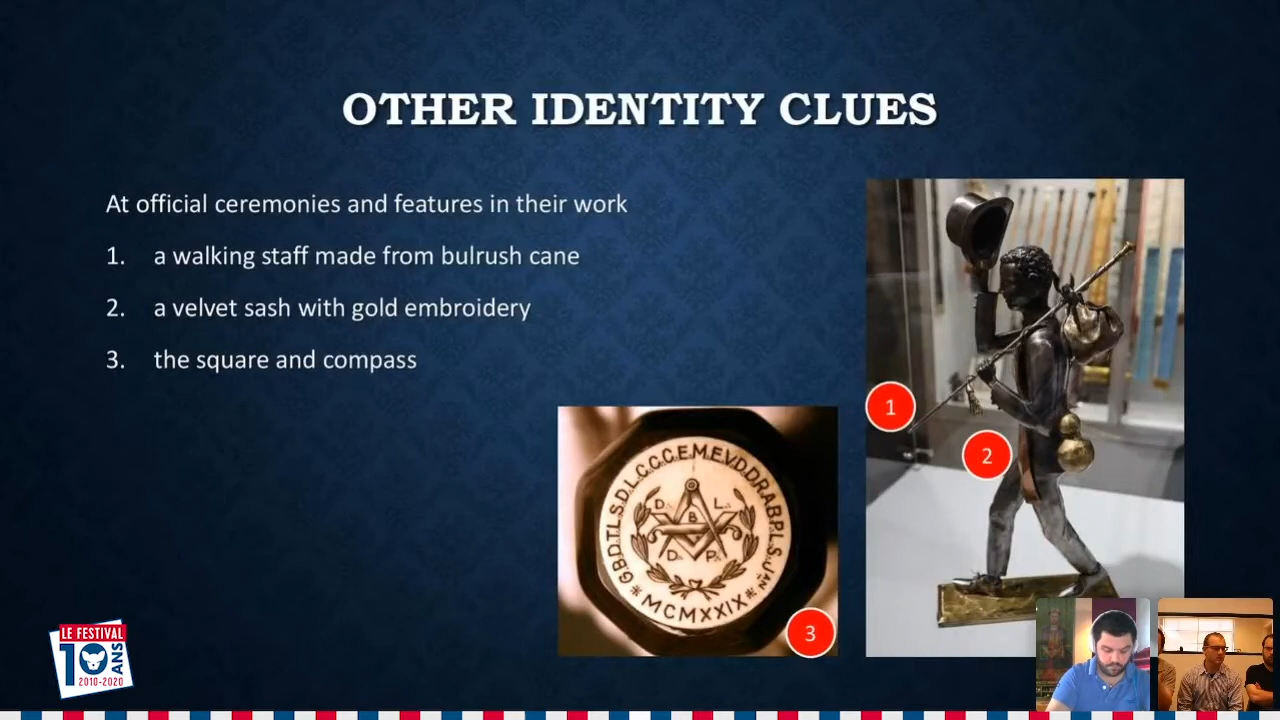 OTHER IDENTITY CLUES
At official ceremonies and features in their work
1. a walking staff made from bulrush cane
2. a velvet sash with gold embroidery
3. the square and compass
1
2
G.B.D.T.L.S.D.L.C.C.C.E.M.E.V.D.D.R.A.B.P.L.S.JAN
D. L.
B
D. P.
* MCMXXIX *
3
LE FESTIVAL
10 ANS
2010-2020